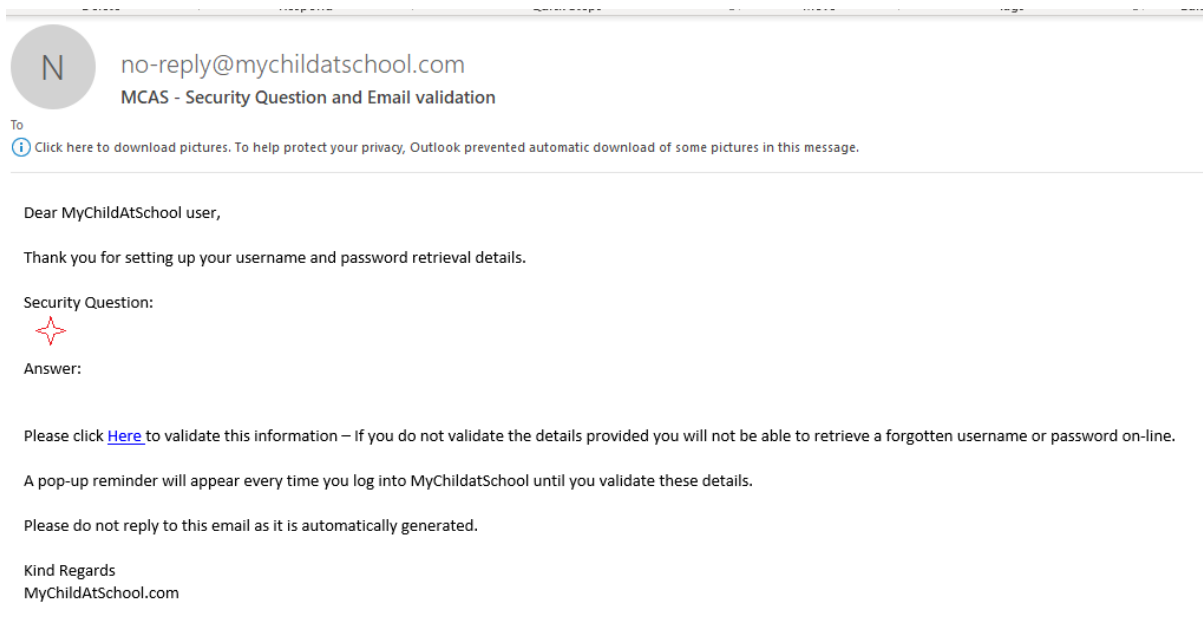 N
no-reply@mychildatschool.com
MCAS - Security Question and Email validation
To
Click here to download pictures. To help protect your privacy, Outlook prevented automatic download of some pictures in this message.
Dear MyChildAtSchool user,
Thank you for setting up your username and password retrieval details.
Security Question:
Answer:
Please click Here to validate this information – If you do not validate the details provided you will not be able to retrieve a forgotten username or password on-line.
A pop-up reminder will appear every time you log into MyChildatSchool until you validate these details.
Please do not reply to this email as it is automatically generated.
Kind Regards
MyChildAtSchool.com